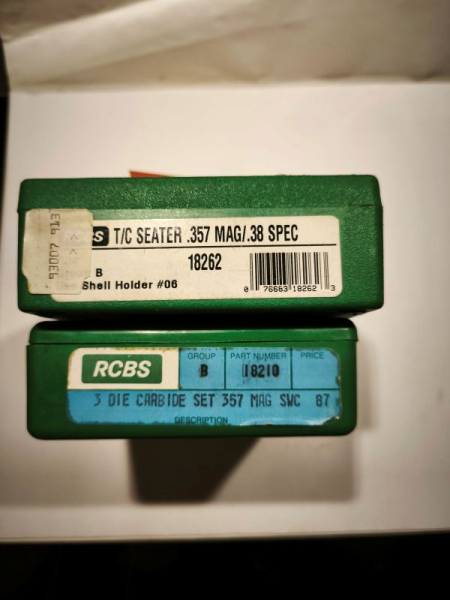 CS T/C SEATER .357 MAG/.38 SPEC
18262
B
Shell Holder #06
0 76683 18262 3
RCBS
GROUP PART NUMBER PRICE
B 18210
3 DIE CARBIDE SET 357 MAG SWC 87
DESCRIPTION